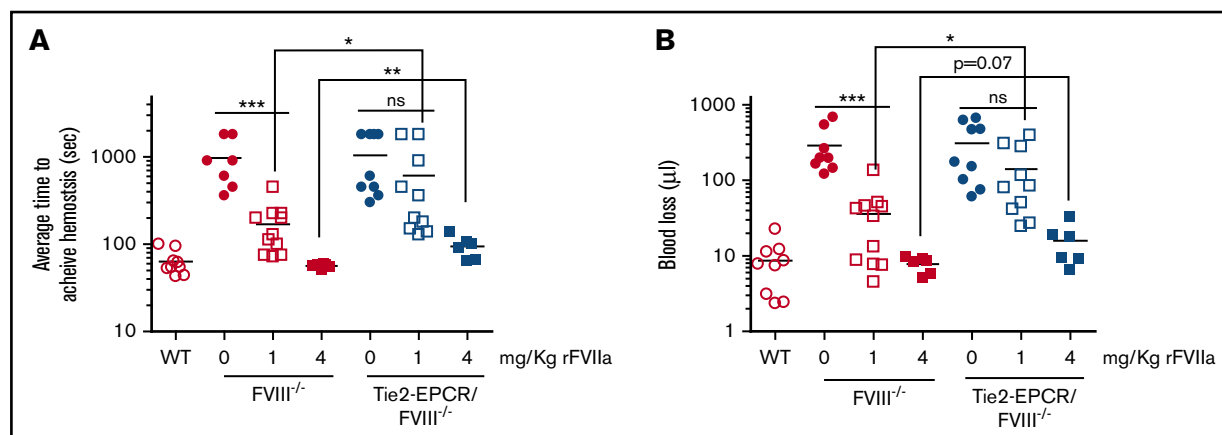 A
B
*
*
**
p=0.07
***
ns
***
ns
1000
100
10
Average time to
acheive hemostsis (sec)
1000
100
10
1
Blood loss (µl)
WT 0 1 4 0 1 4 mg/Kg rFVIIa
WT 0 1 4 0 1 4 mg/Kg rFVIIa
FVIII-/-
Tie2-EPCR/
FVIII-/-
FVIII-/-
Tie2-EPCR/
FVIII-/-